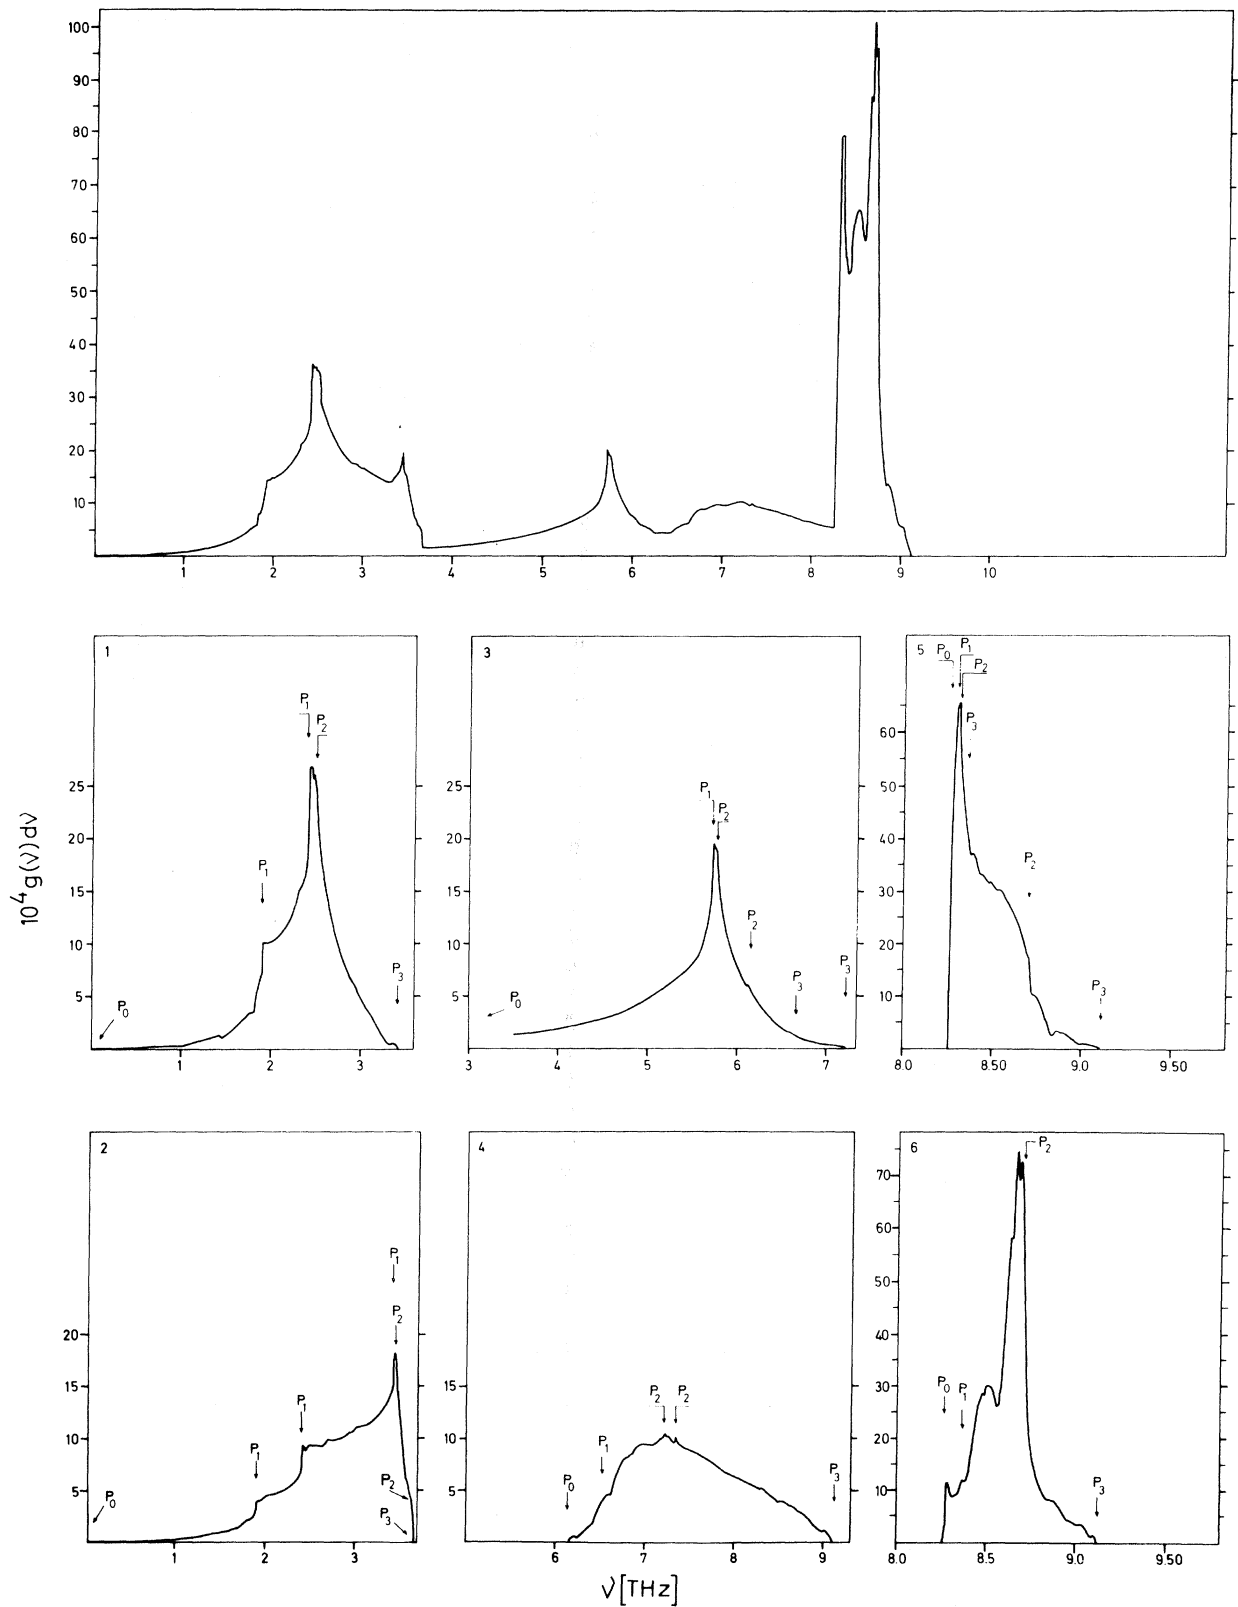 100
90
80
70
60
50
40
30
20
10
1 2 3 4 5 6 7 8 9 10
10⁴ g(ν) dν
1
P₁
P₂
P₁
P₃
P₀
25
20
15
10
5
1 2 3
3
P₁
P₂
P₂
P₃
P₃
P₀
25
20
15
10
5
3 4 5 6 7
5
P₀
P₁
P₂
P₃
P₂
P₃
60
50
40
30
20
10
8.0 8.50 9.0 9.50
2
P₁
P₂
P₁
P₁
P₀
P₂
P₃
20
15
10
5
1 2 3
4
P₂ P₂
P₁
P₀
P₃
15
10
5
6 7 8 9
6
P₂
P₀
P₁
P₃
70
60
50
40
30
20
10
8.0 8.5 9.0 9.50
ν [THz]